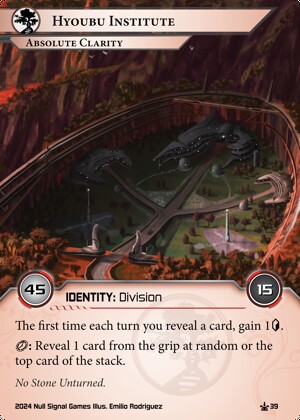 Hyoubu Institute
Absolute Clarity
45
IDENTITY: Division
15
The first time each turn you reveal a card, gain 1.
: Reveal 1 card from the grip at random or the
top card of the stack.
No Stone Unturned.
2024 Null Signal Games Illus. Emilio Rodriguez
39